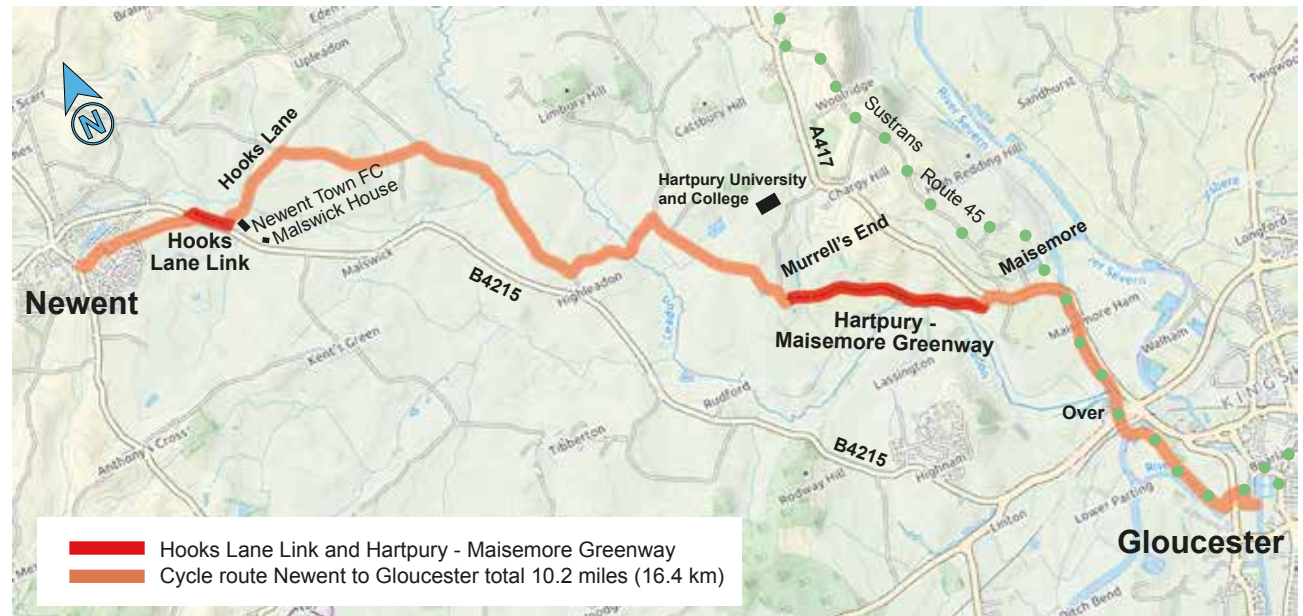 Upleadon
Limbury Hill
Catsbury Hill
Woolridge
Sandhurst
River Severn
Sustrans
Route 45
A417
Redding Hill
Chargy Hill
N
Hooks Lane
Newent Town FC
Malswick House
Hartpury University
and College
Murrell's End
Maisemore
Longford
Hooks
Lane Link
Malswick
Newent
B4215
Highleadon
Hartpury -
Maisemore Greenway
Maisemore Ham
Walham
Kent's Green
Lassington
Rudford
Over
Anthony's Cross
Tibberton
B4215
Highnam
Rodway Hill
Lower Parting
Linton
Gloucester
Hooks Lane Link and Hartpury - Maisemore Greenway
Cycle route Newent to Gloucester total 10.2 miles (16.4 km)